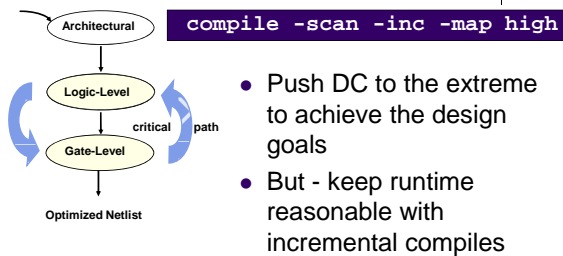 compile -scan -inc -map high
Architectural
Logic-Level
critical path
Gate-Level
Optimized Netlist
• Push DC to the extreme
to achieve the design
goals
• But - keep runtime
reasonable with
incremental compiles